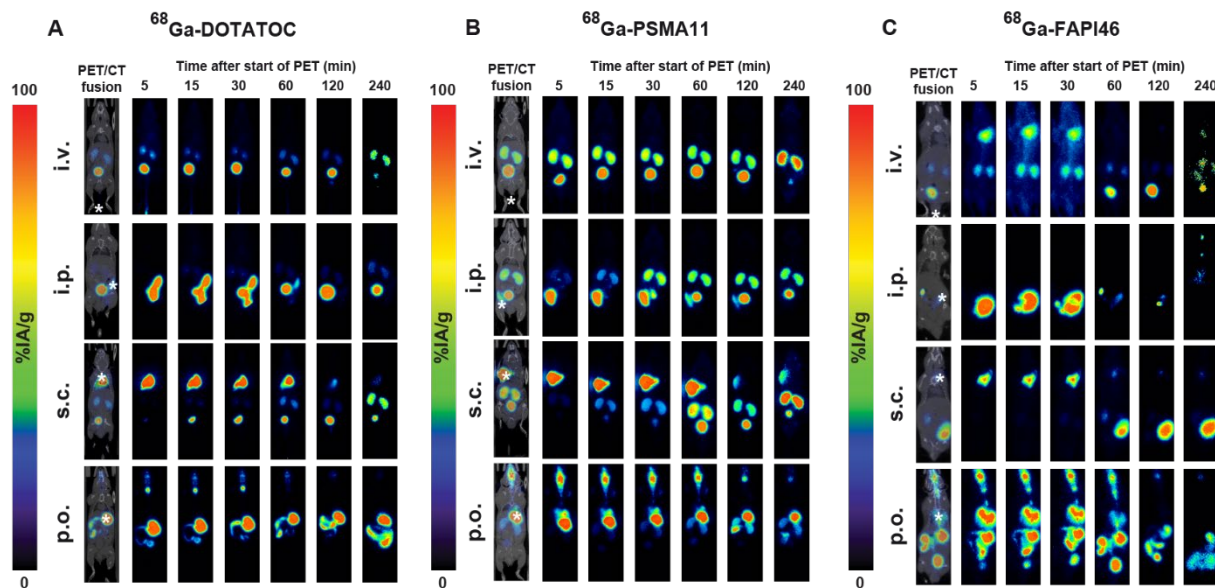 A
68Ga-DOTATOC
PET/CT fusion
Time after start of PET (min)
5 15 30 60 120 240
100
%IA/g
0
i.v.
*
i.p.
*
s.c.
*
p.o.
*
B
68Ga-PSMA11
PET/CT fusion
Time after start of PET (min)
5 15 30 60 120 240
100
%IA/g
0
i.v.
*
i.p.
*
s.c.
*
p.o.
*
C
68Ga-FAPI46
PET/CT fusion
Time after start of PET (min)
5 15 30 60 120 240
100
%IA/g
0
i.v.
*
i.p.
*
s.c.
*
p.o.
*